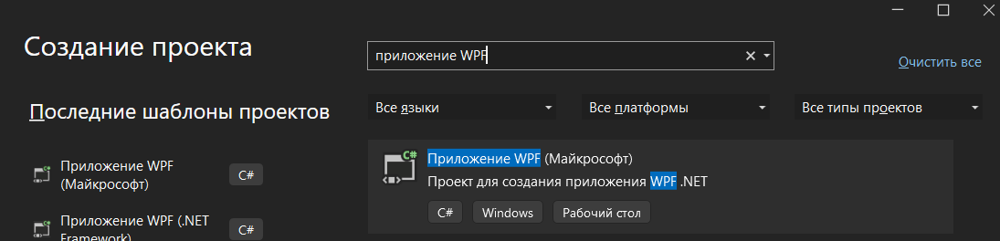 Создание проекта
приложение WPF
Очистить все
Последние шаблоны проектов
Все языки
Все платформы
Все типы проектов
Приложение WPF
(Майкрософт)
C#
Приложение WPF (.NET
Framework)
C#
C#
Приложение WPF (Майкрософт)
Проект для создания приложения WPF .NET
C#
Windows
Рабочий стол